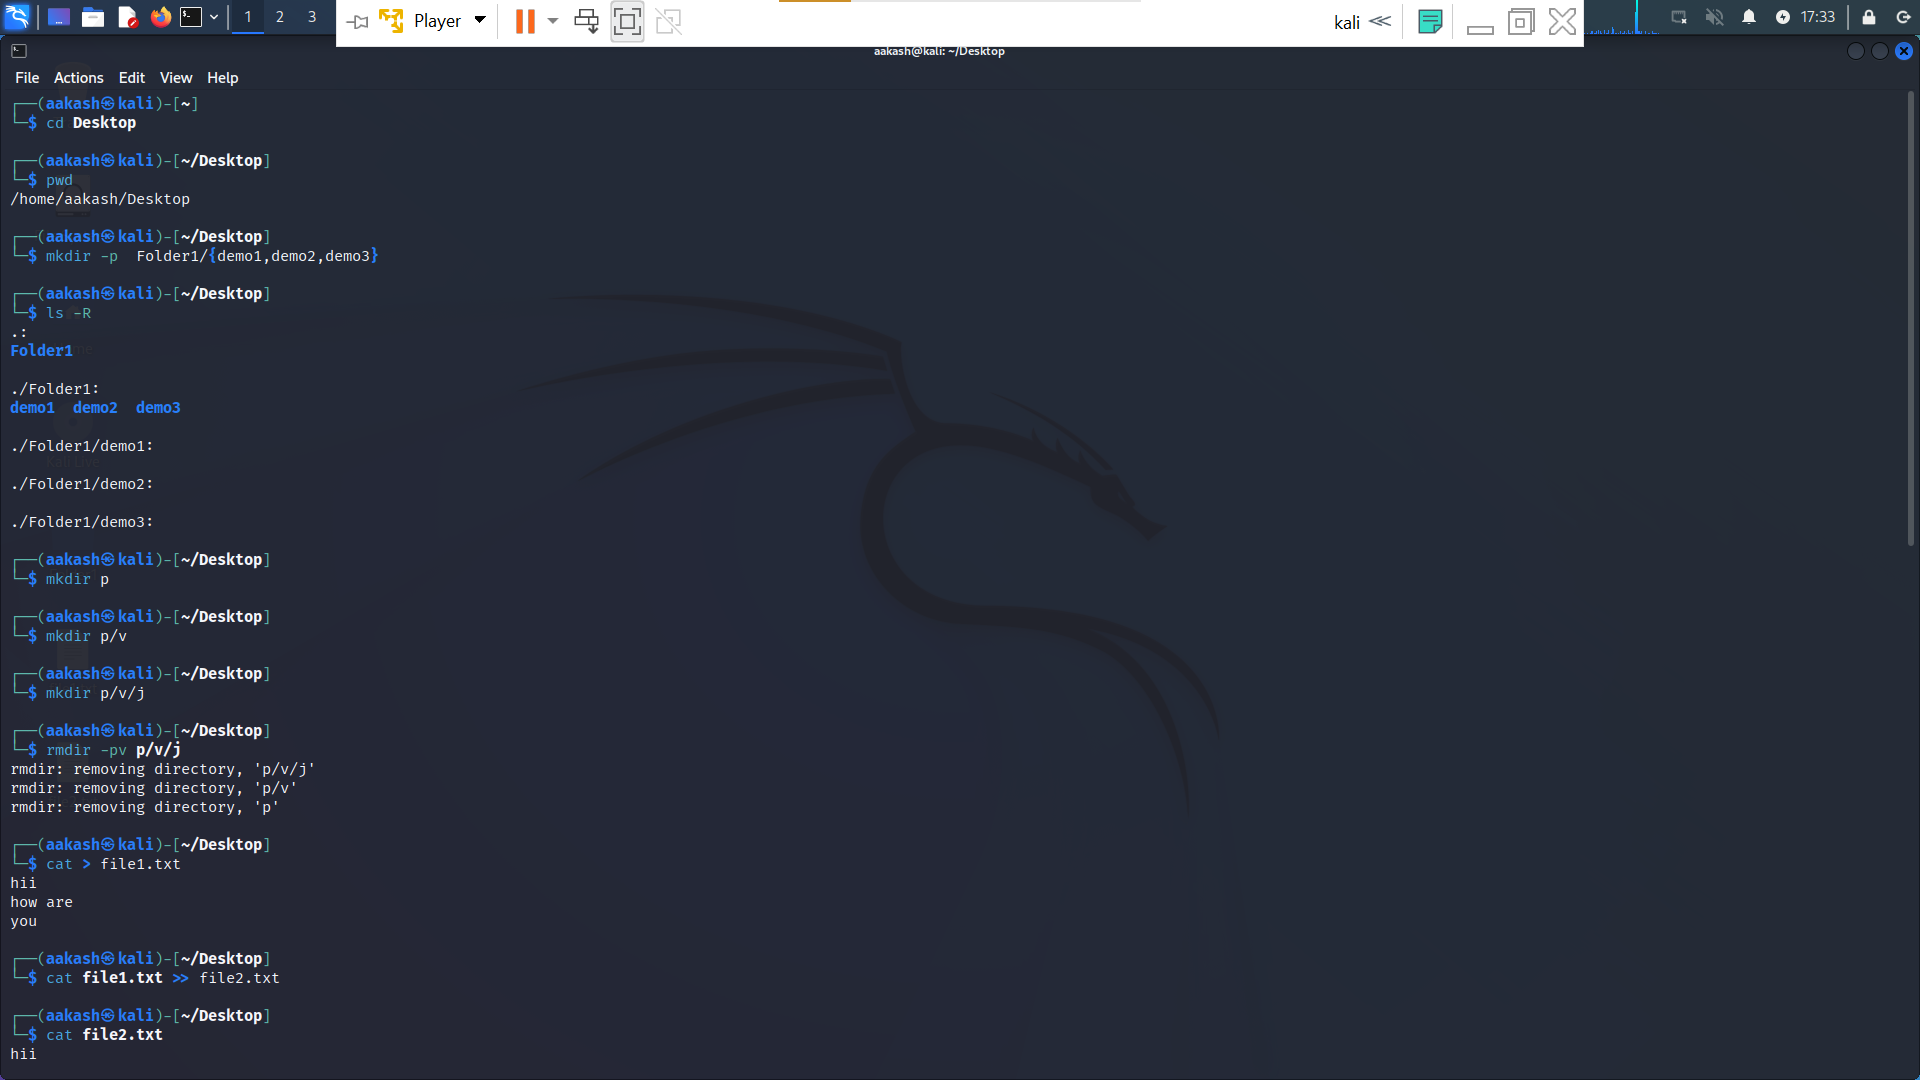 1 2 3
Player
kali
17:33
aakash@kali: ~/Desktop
File Actions Edit View Help
┌──(aakash㉿kali)-[~]
└─$ cd Desktop
┌──(aakash㉿kali)-[~/Desktop]
└─$ pwd
/home/aakash/Desktop
┌──(aakash㉿kali)-[~/Desktop]
└─$ mkdir -p  Folder1/{demo1,demo2,demo3}
┌──(aakash㉿kali)-[~/Desktop]
└─$ ls -R
.:
Folder1
./Folder1:
demo1  demo2  demo3
./Folder1/demo1:
./Folder1/demo2:
./Folder1/demo3:
┌──(aakash㉿kali)-[~/Desktop]
└─$ mkdir p
┌──(aakash㉿kali)-[~/Desktop]
└─$ mkdir p/v
┌──(aakash㉿kali)-[~/Desktop]
└─$ mkdir p/v/j
┌──(aakash㉿kali)-[~/Desktop]
└─$ rmdir -pv p/v/j
rmdir: removing directory, 'p/v/j'
rmdir: removing directory, 'p/v'
rmdir: removing directory, 'p'
┌──(aakash㉿kali)-[~/Desktop]
└─$ cat > file1.txt
hii
how are
you
┌──(aakash㉿kali)-[~/Desktop]
└─$ cat file1.txt >> file2.txt
┌──(aakash㉿kali)-[~/Desktop]
└─$ cat file2.txt
hii